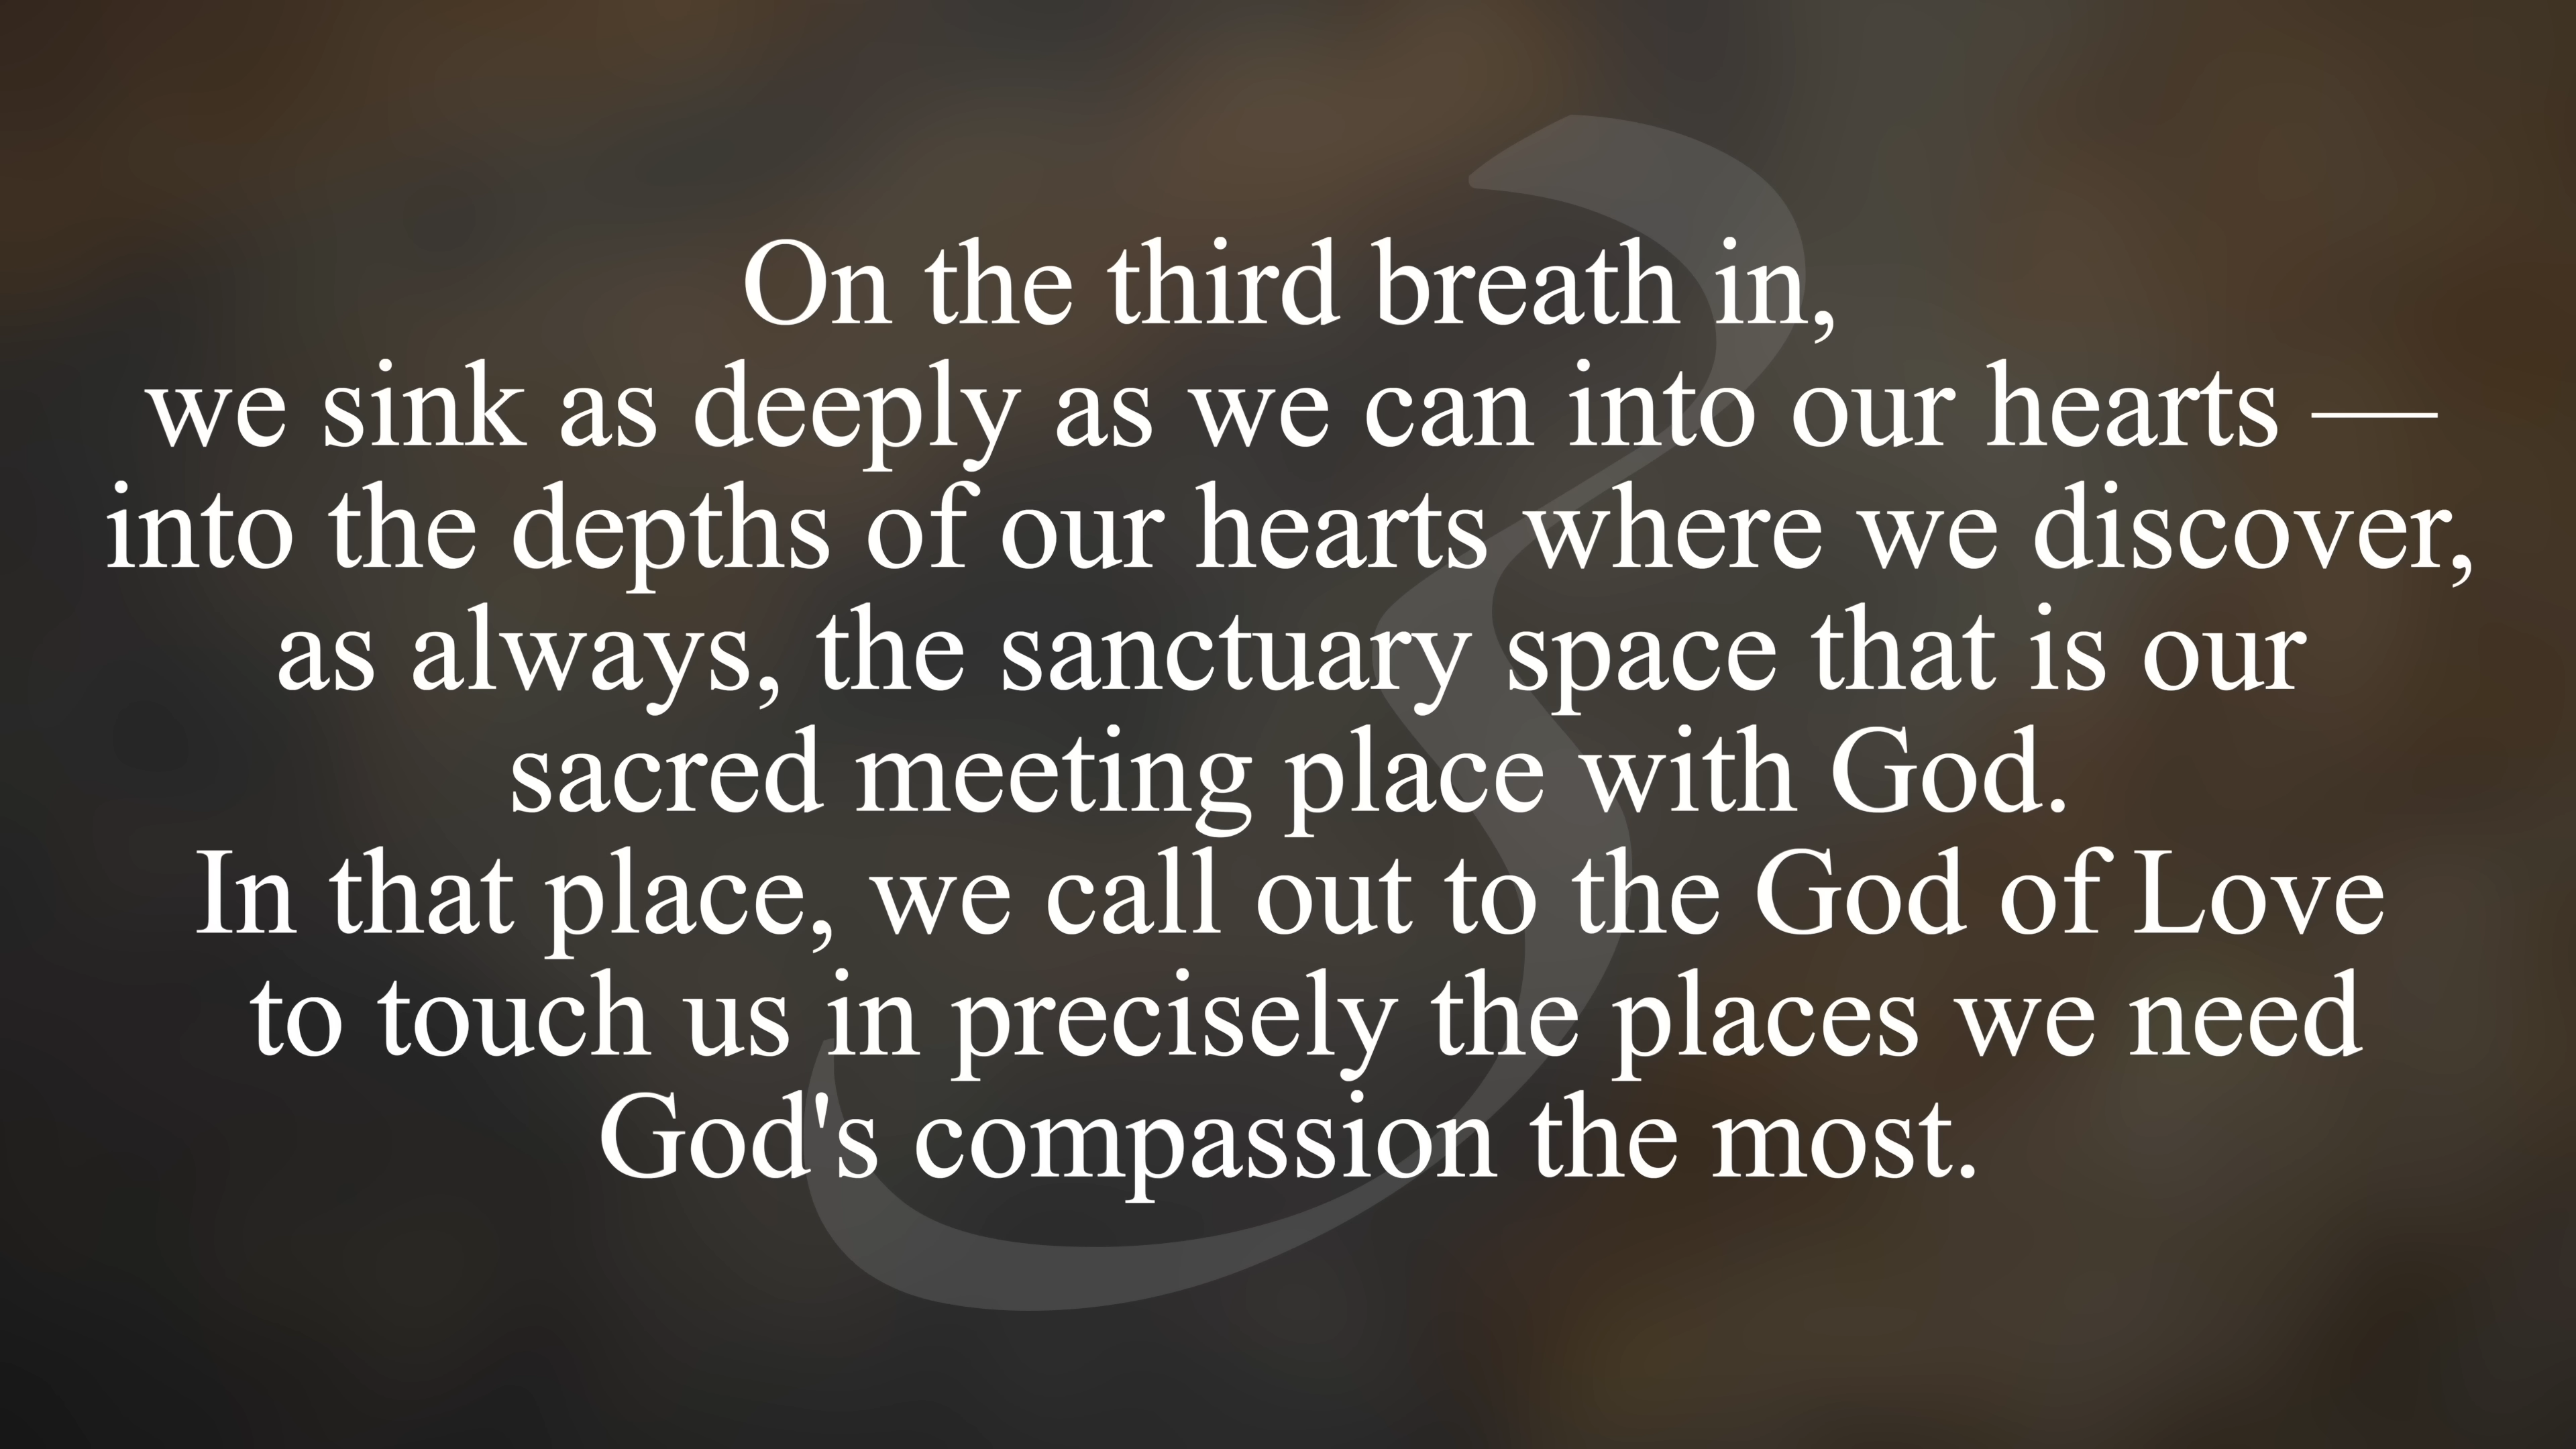 3
On the third breath in,
we sink as deeply as we can into our hearts —
into the depths of our hearts where we discover,
as always, the sanctuary space that is our
sacred meeting place with God.
In that place, we call out to the God of Love
to touch us in precisely the places we need
God's compassion the most.